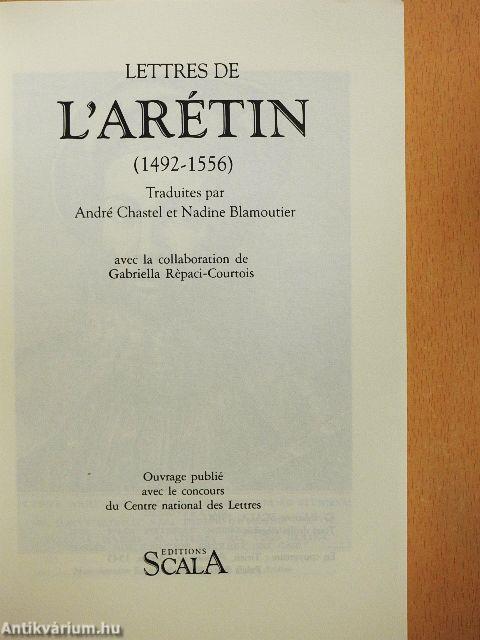 LETTRES DE
L'ARÉTIN
(1492-1556)
Traduites par
André Chastel et Nadine Blamoutier
avec la collaboration de
Gabriella Rèpaci-Courtois
Ouvrage publié
avec le concours
du Centre national des Lettres
EDITIONS
SCALA
Antikvárium.hu